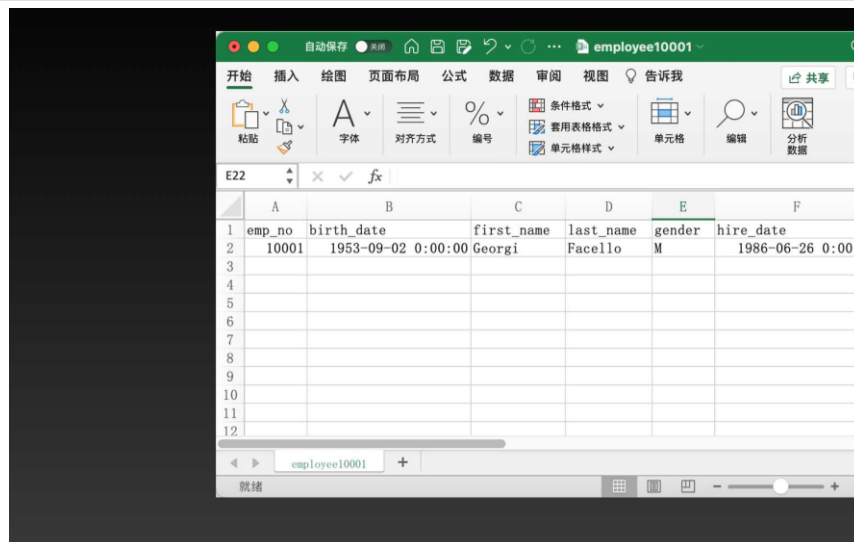 自动保存 关闭 employee10001
开始 插入 绘图 页面布局 公式 数据 审阅 视图 告诉我 共享
粘贴 字体 对齐方式 编号 条件格式 套用表格格式 单元格样式 单元格 编辑 分析数据
E22 fx
A B C D E F
1 emp_no birth_date first_name last_name gender hire_date
2 10001 1953-09-02 0:00:00 Georgi Facello M 1986-06-26 0:00
3
4
5
6
7
8
9
10
11
12
employee10001 +
就绪